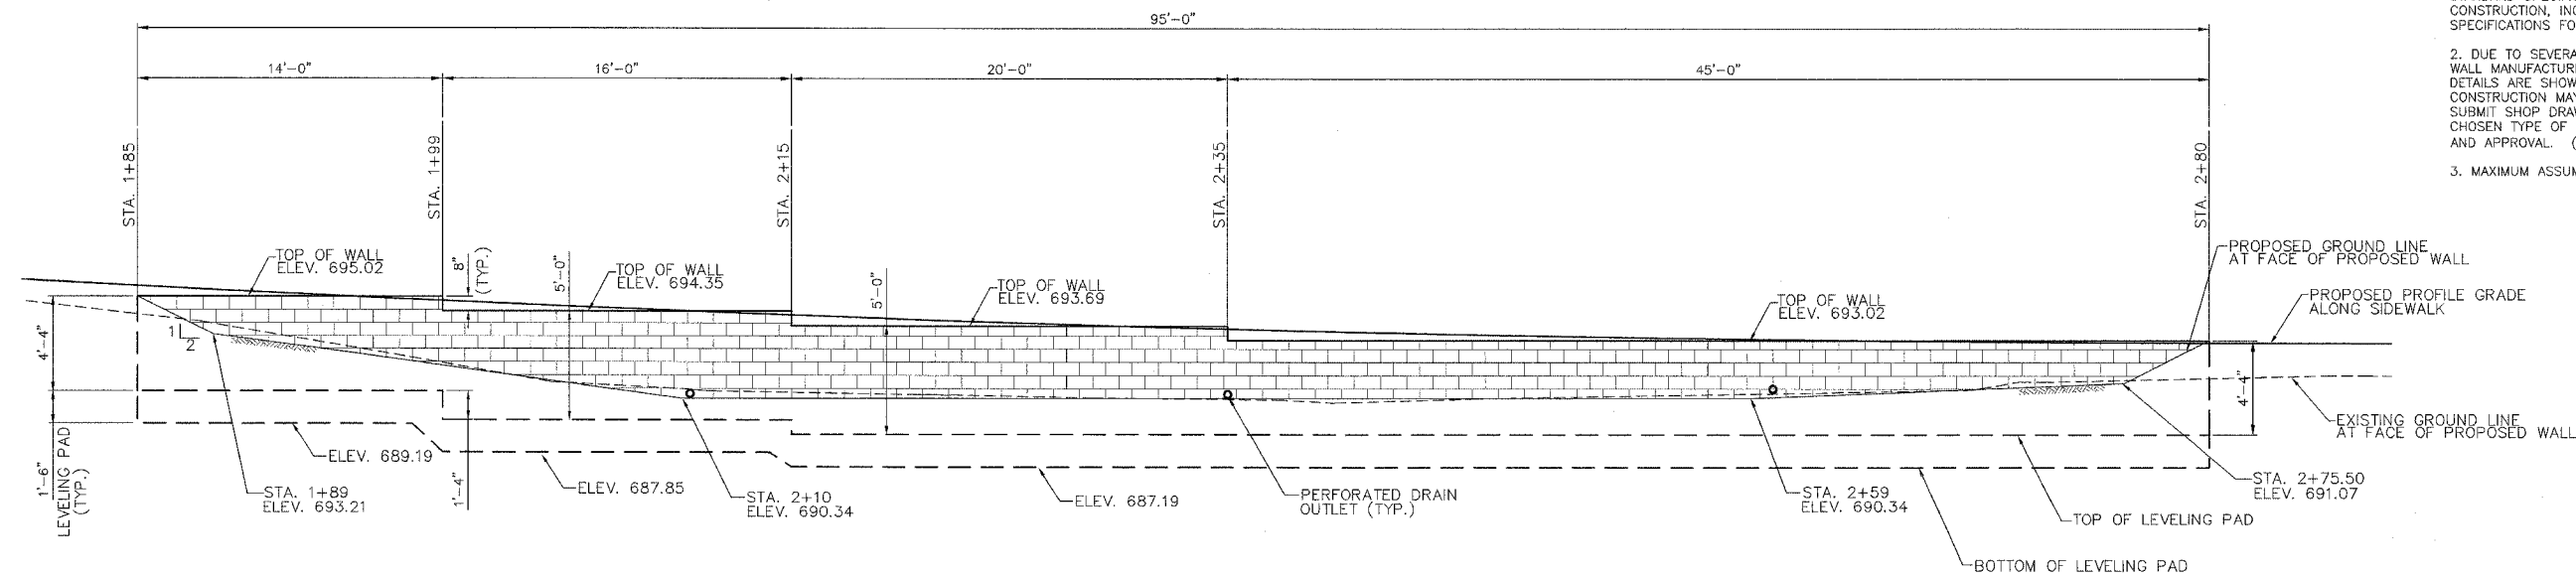 95'-0"
14'-0"
16'-0"
20'-0"
45'-0"
STA. 1+85
STA. 1+99
STA. 2+15
STA. 2+35
STA. 2+80
CONSTRUCTION, INC
SPECIFICATIONS FO
2. DUE TO SEVERA
WALL MANUFACTUR
DETAILS ARE SHOW
CONSTRUCTION MAY
SUBMIT SHOP DRAW
CHOSEN TYPE OF
AND APPROVAL. (
3. MAXIMUM ASSUM
TOP OF WALL
ELEV. 695.02
8"
(TYP.)
5'-0"
TOP OF WALL
ELEV. 694.35
5'-0"
TOP OF WALL
ELEV. 693.69
TOP OF WALL
ELEV. 693.02
PROPOSED GROUND LINE
AT FACE OF PROPOSED WALL
PROPOSED PROFILE GRADE
ALONG SIDEWALK
1
2
4'-4"
4'-4"
EXISTING GROUND LINE
AT FACE OF PROPOSED WALL
1'-6"
LEVELING PAD
(TYP.)
ELEV. 689.19
STA. 1+89
ELEV. 693.21
1'-4"
ELEV. 687.85
STA. 2+10
ELEV. 690.34
ELEV. 687.19
PERFORATED DRAIN
OUTLET (TYP.)
STA. 2+59
ELEV. 690.34
STA. 2+75.50
ELEV. 691.07
TOP OF LEVELING PAD
BOTTOM OF LEVELING PAD